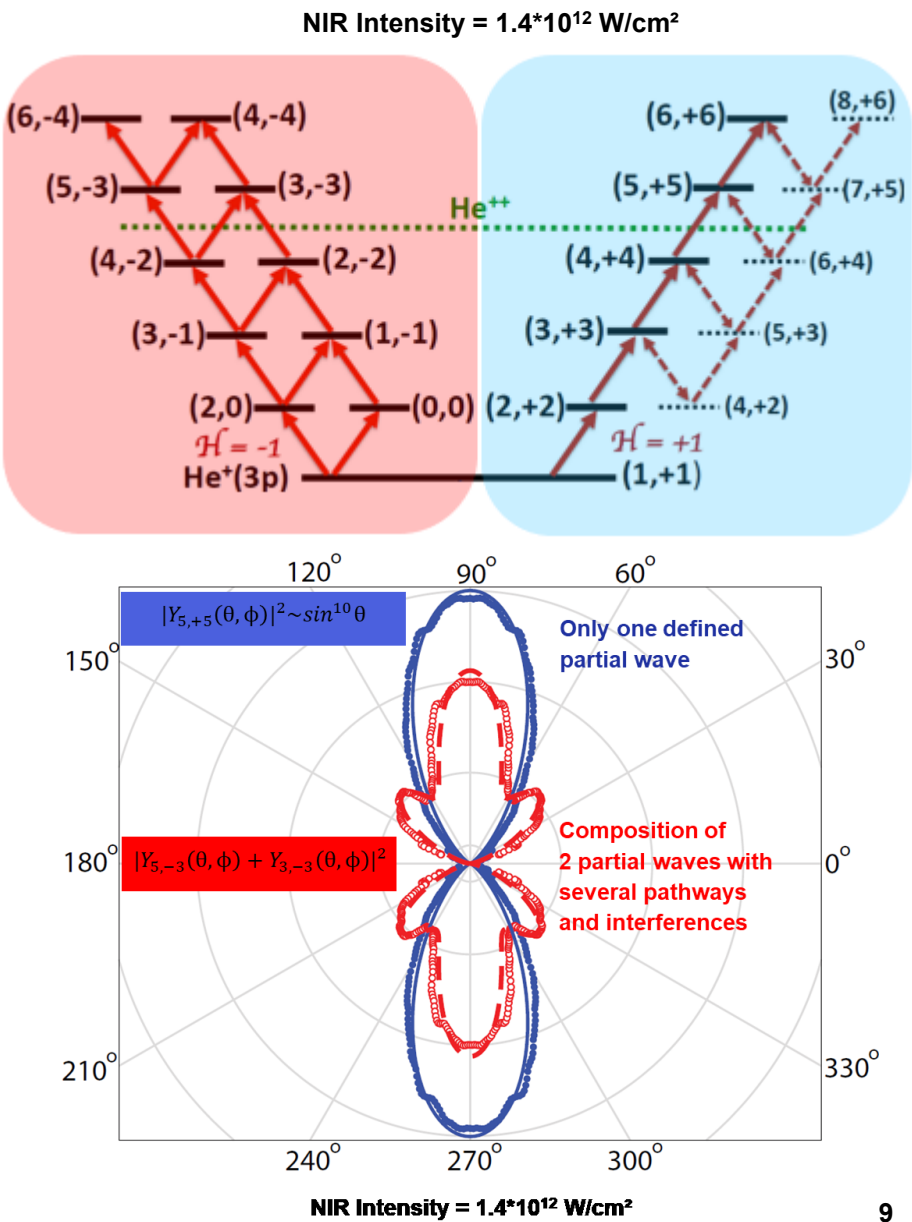 NIR Intensity = 1.4*10¹² W/cm²
(6,-4) (4,-4) (6,+6) (8,+6)
(5,-3) (3,-3) (5,+5) (7,+5)
He⁺⁺
(4,-2) (2,-2) (4,+4) (6,+4)
(3,-1) (1,-1) (3,+3) (5,+3)
(2,0) (0,0) (2,+2) (4,+2)
ℋ = -1 ℋ = +1
He⁺(3p) (1,+1)
120° 90° 60°
|Y₅,₊₅(θ,ϕ)|²~sin¹⁰θ
Only one defined
partial wave
150° 30°
|Y₅,₋₃(θ,ϕ) + Y₃,₋₃(θ,ϕ)|²
180° 0°
Composition of
2 partial waves with
several pathways
and interferences
210° 330°
240° 270° 300°
NIR Intensity = 1.4*10¹² W/cm²
9